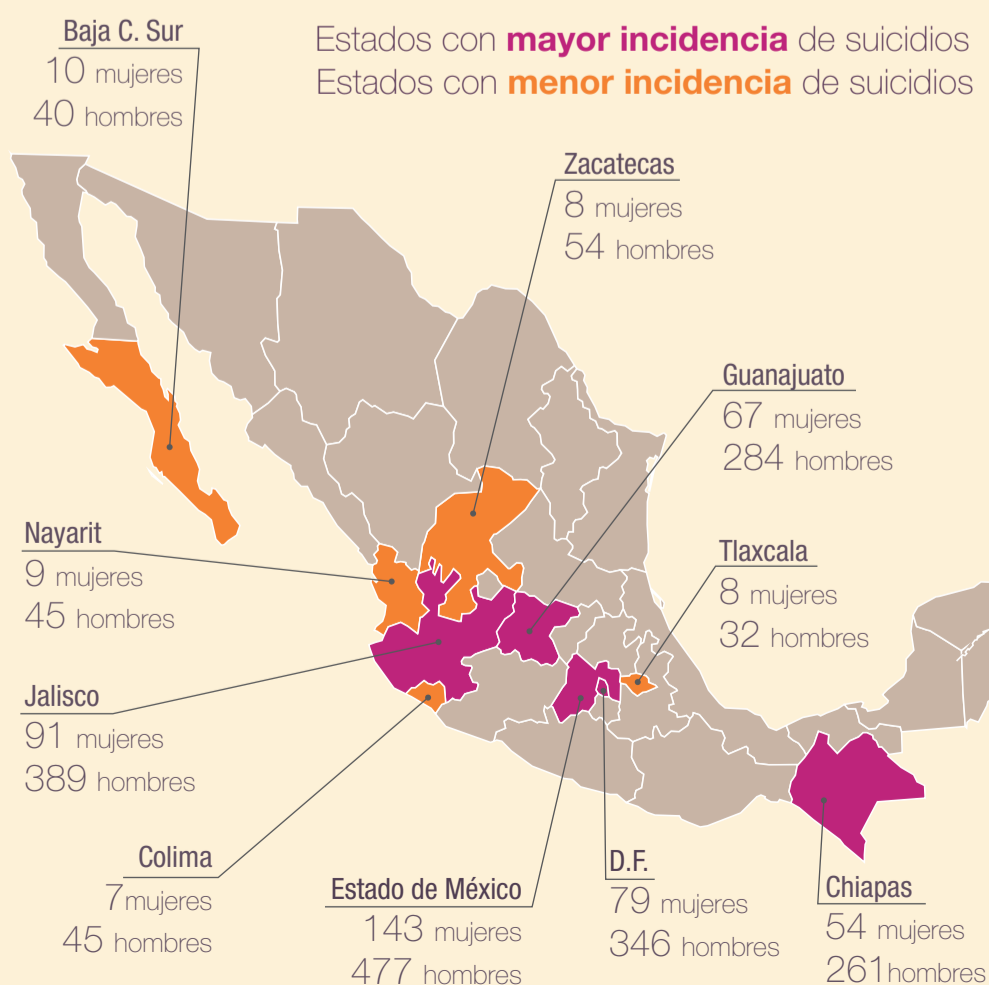 Estados con mayor incidencia de suicidios
Estados con menor incidencia de suicidios
Baja C. Sur
10 mujeres
40 hombres
Zacatecas
8 mujeres
54 hombres
Guanajuato
67 mujeres
284 hombres
Nayarit
9 mujeres
45 hombres
Tlaxcala
8 mujeres
32 hombres
Jalisco
91 mujeres
389 hombres
Colima
7mujeres
45 hombres
Estado de México
143 mujeres
477 hombres
D.F.
79 mujeres
346 hombres
Chiapas
54 mujeres
261hombres